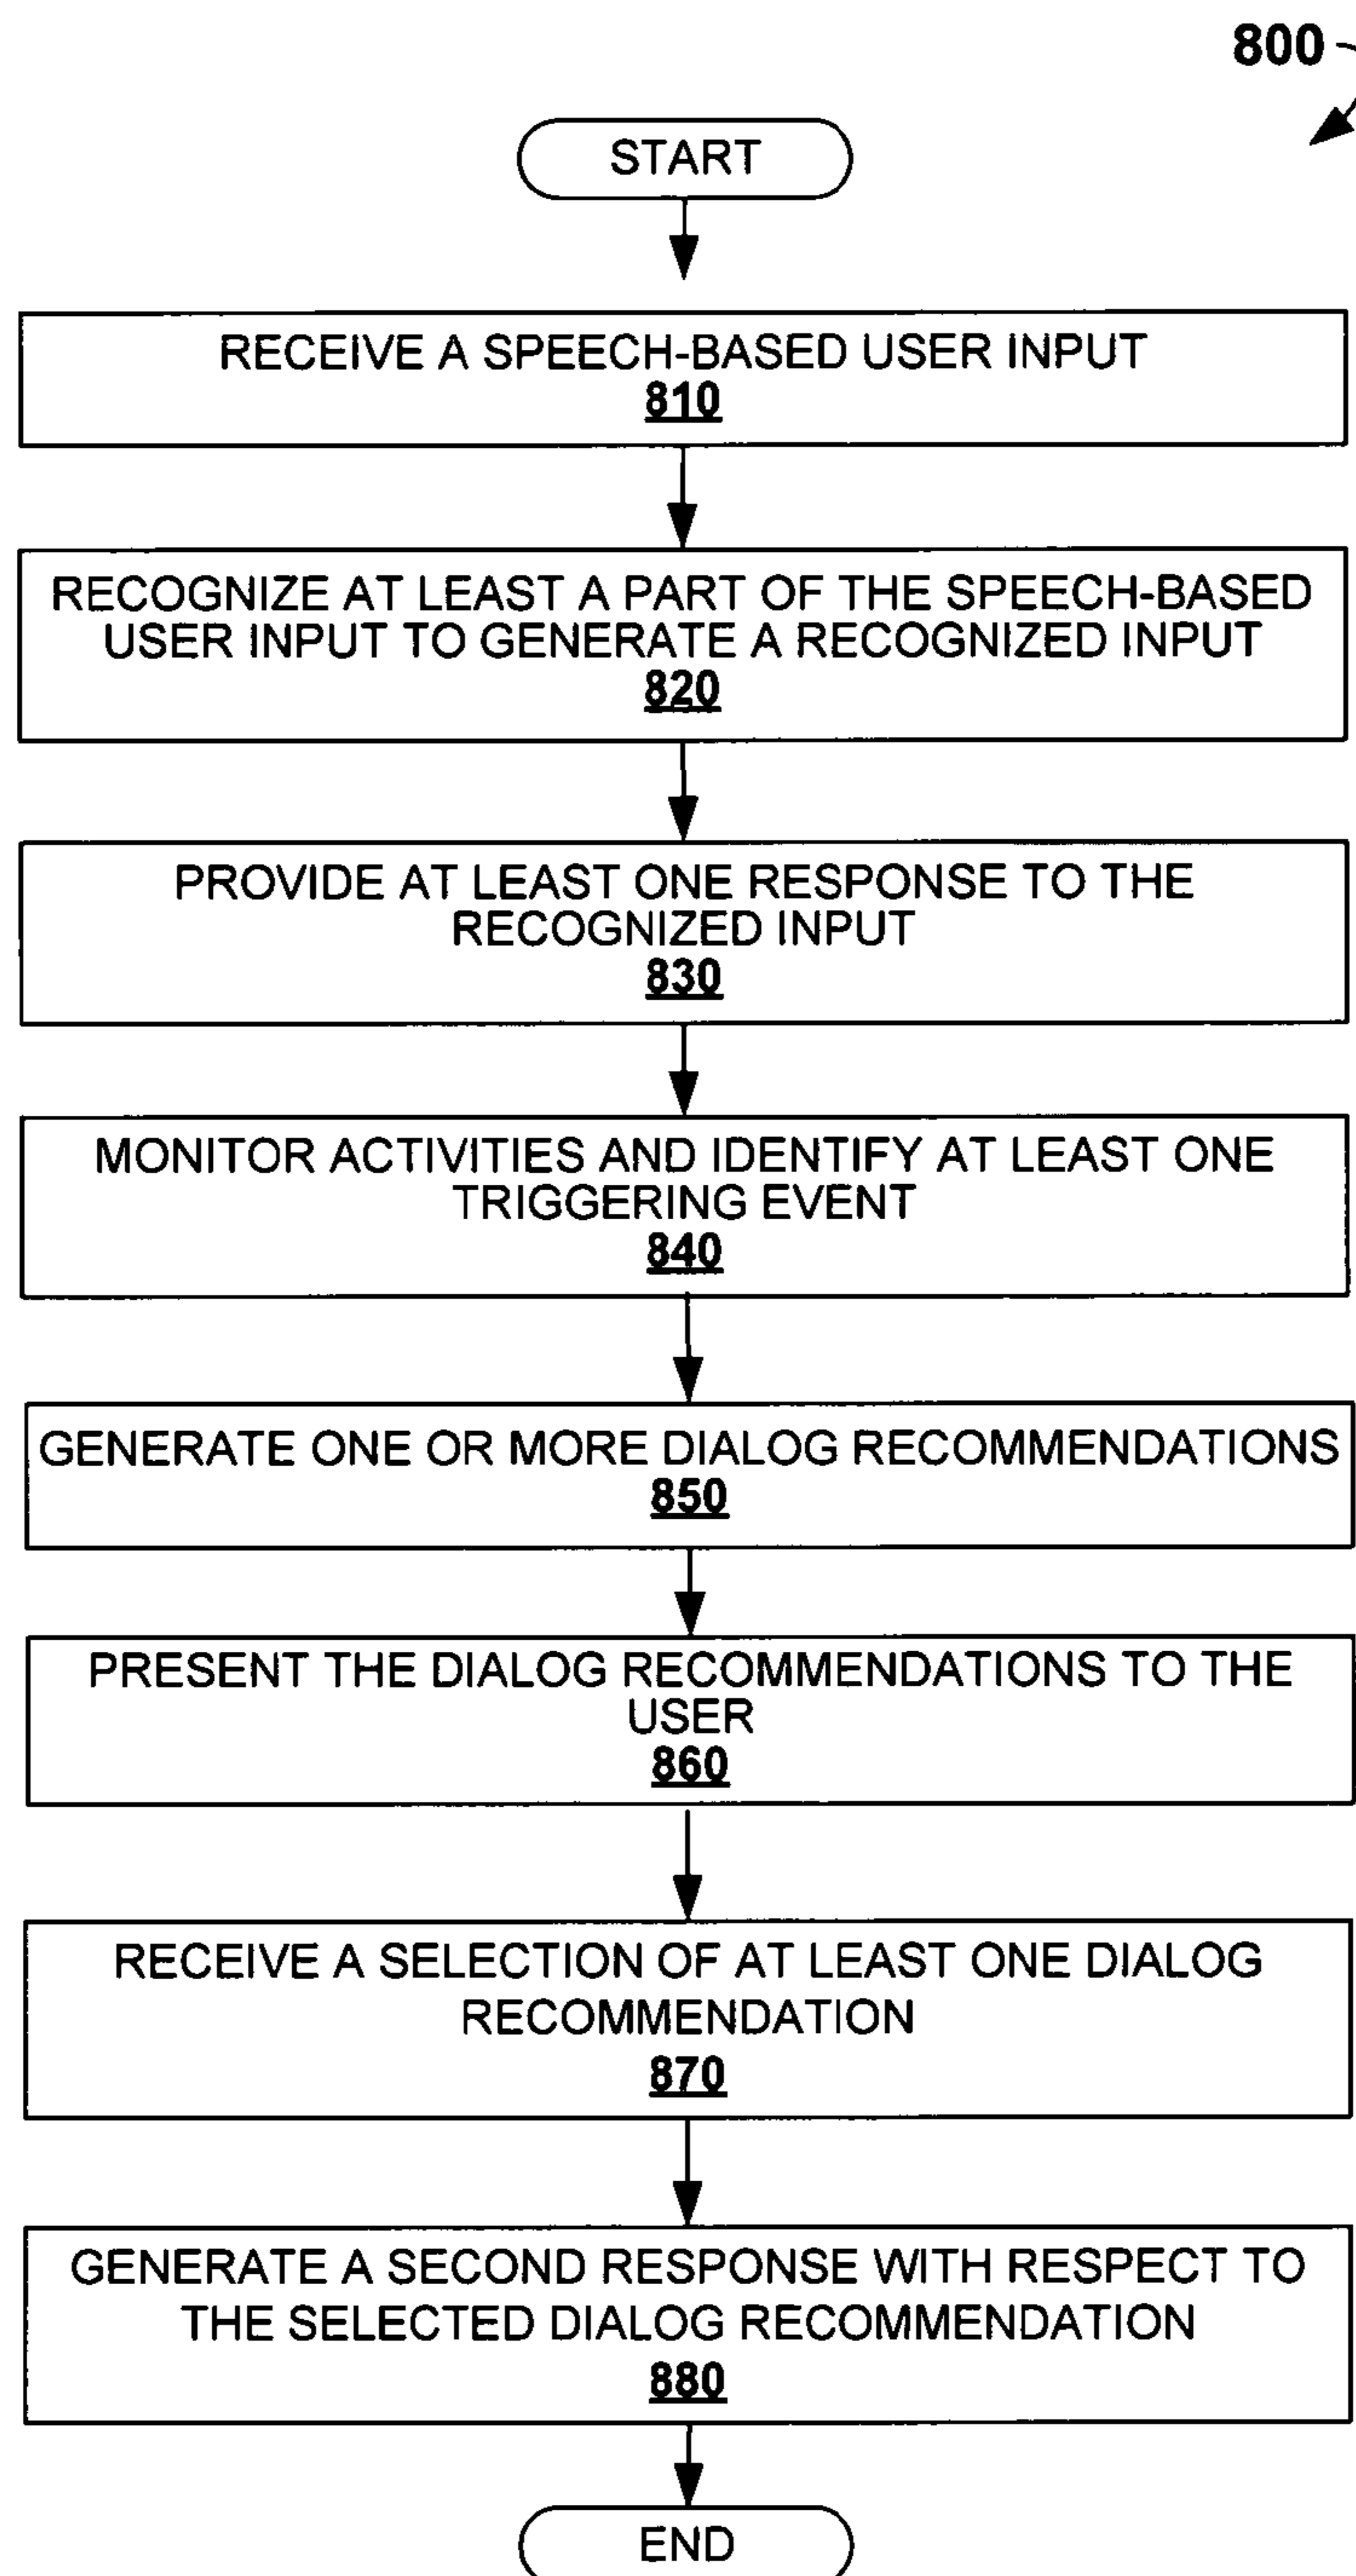 800
START
RECEIVE A SPEECH-BASED USER INPUT
810
RECOGNIZE AT LEAST A PART OF THE SPEECH-BASED
USER INPUT TO GENERATE A RECOGNIZED INPUT
820
PROVIDE AT LEAST ONE RESPONSE TO THE
RECOGNIZED INPUT
830
MONITOR ACTIVITIES AND IDENTIFY AT LEAST ONE
TRIGGERING EVENT
840
GENERATE ONE OR MORE DIALOG RECOMMENDATIONS
850
PRESENT THE DIALOG RECOMMENDATIONS TO THE
USER
860
RECEIVE A SELECTION OF AT LEAST ONE DIALOG
RECOMMENDATION
870
GENERATE A SECOND RESPONSE WITH RESPECT TO
THE SELECTED DIALOG RECOMMENDATION
880
END